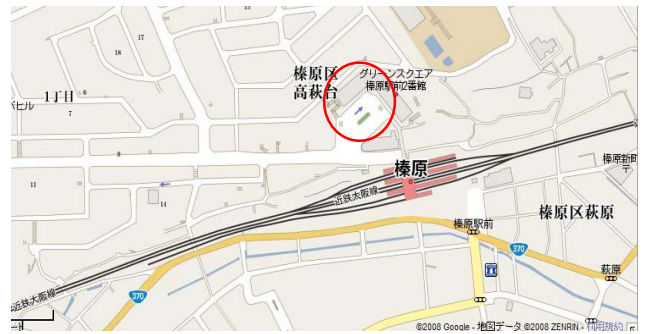 17
18
榛原区
高萩台
グリーンスクエア
榛原駅前2番館
1丁目
6
7
9
11
14
榛原
近鉄大阪線
榛原新町
榛原区萩原
榛原駅前
370
萩原
370
近鉄大阪線
©2008 Google - 地図データ ©2008 ZENRIN - 利用規約